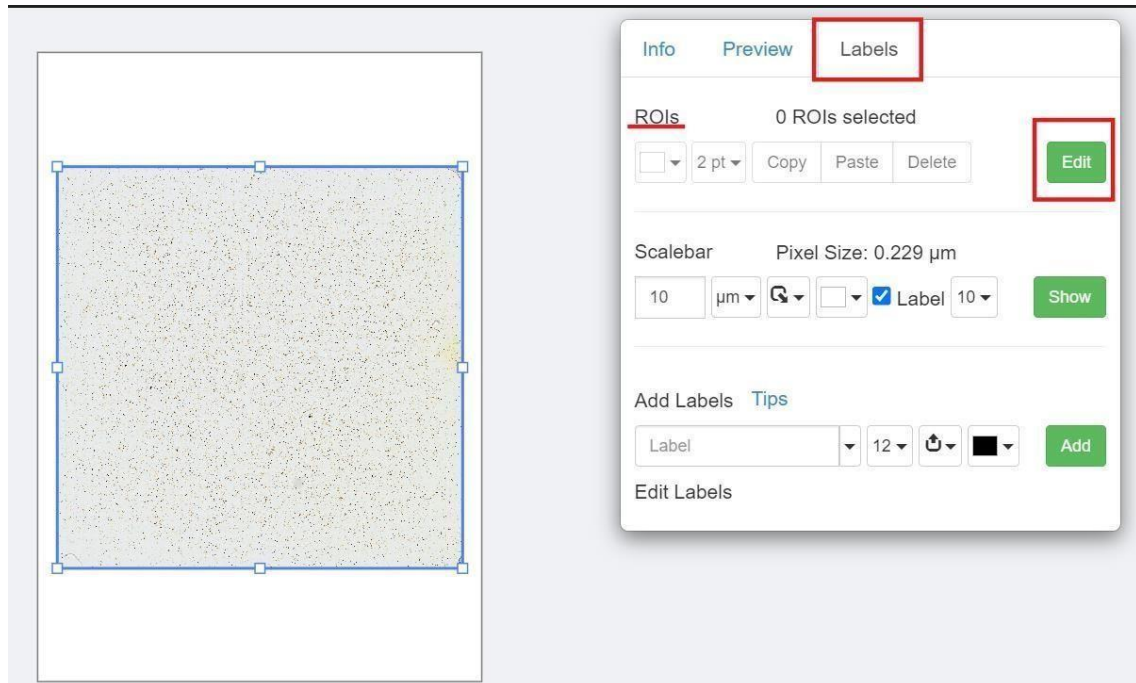 Info Preview Labels
ROIs 0 ROIs selected
2 pt Copy Paste Delete Edit
Scalebar Pixel Size: 0.229 µm
10 µm Label 10 Show
Add Labels Tips
Label 12 Add
Edit Labels